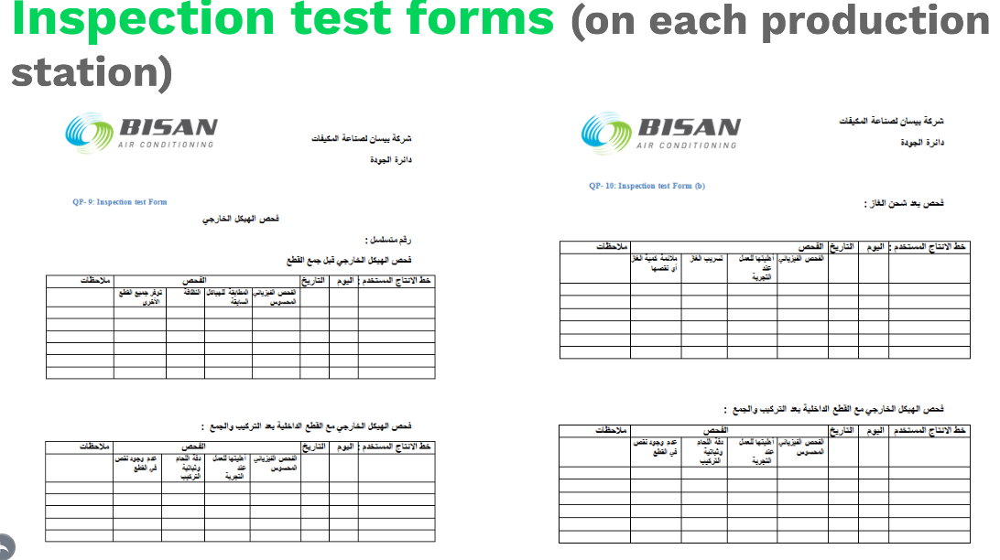 Inspection test forms (on each production
station)
BISAN
AIR CONDITIONING
شركة بيسان لصناعة المكيفات
دائرة الجودة
QP- 9: Inspection test Form
فحص الهيكل الخارجي
رقم متسلسل :
فحص الهيكل الخارجي قبل جمع القطع
خط الانتاج المستخدم : اليوم التاريخ الفحص ملاحظات
الفحص الفيزيائي المطابقة للهياكل النظافة توفر جميع القطع
المحسوس السابقة الأخرى
فحص الهيكل الخارجي مع القطع الداخلية بعد التركيب والجمع :
خط الانتاج المستخدم : اليوم التاريخ الفحص ملاحظات
الفحص الفيزيائي أهليتها للعمل دقة اللحام عدم وجود نقص
المحسوس عند وثباتية في القطع
التجربة التركيب
BISAN
AIR CONDITIONING
شركة بيسان لصناعة المكيفات
دائرة الجودة
QP- 10: Inspection test Form (b)
فحص بعد شحن الغاز :
خط الانتاج المستخدم : اليوم التاريخ الفحص ملاحظات
الفحص الفيزيائي أهليتها للعمل تسريب الغاز ملائمة كمية الغاز
عند أو نقصها
التجربة
فحص الهيكل الخارجي مع القطع الداخلية بعد التركيب والجمع :
خط الانتاج المستخدم اليوم التاريخ الفحص ملاحظات
الفحص الفيزيائي أهليتها للعمل دقة اللحام عدم وجود نقص
المحسوس عند وثباتية في القطع
التجربة التركيب